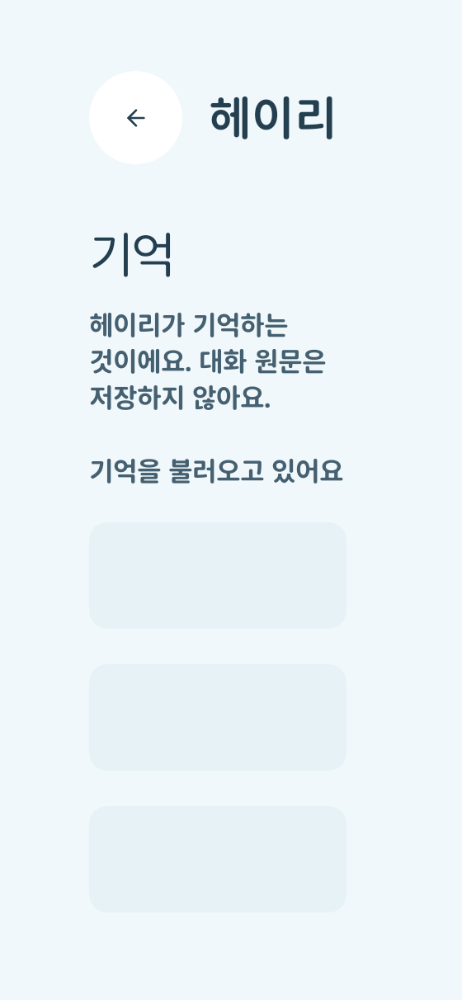 헤이리
기억
헤이리가 기억하는
것이에요. 대화 원문은
저장하지 않아요.
기억을 불러오고 있어요